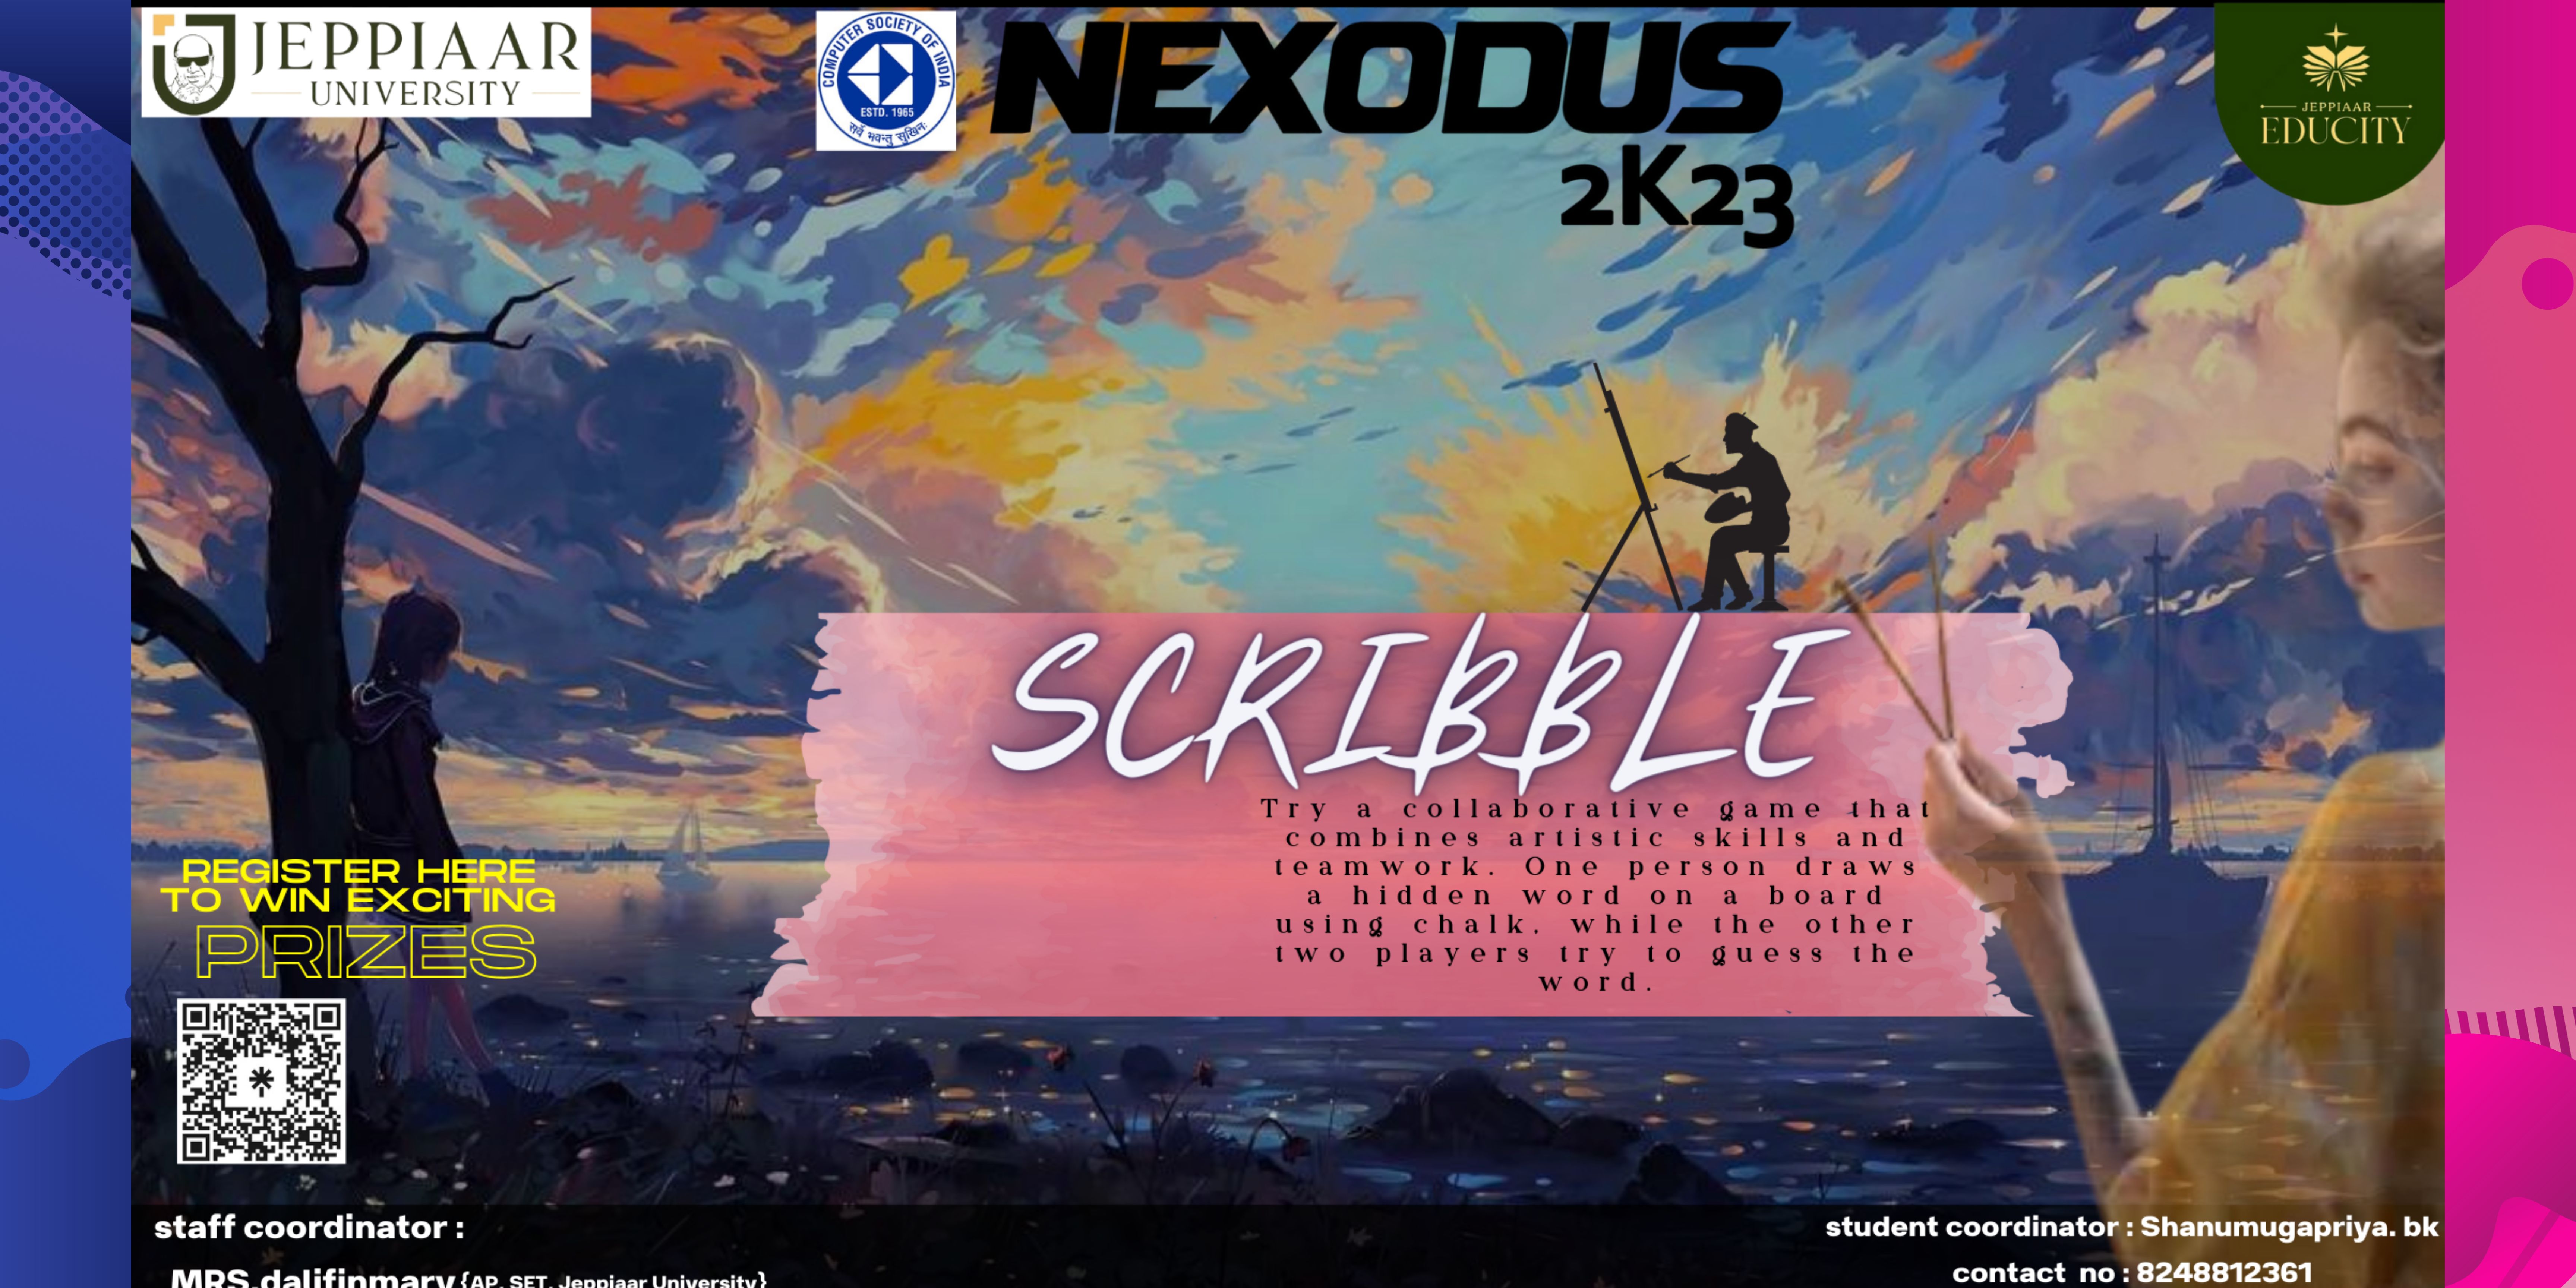 JEPPIAAR
UNIVERSITY
COMPUTER SOCIETY OF INDIA
ESTD. 1965
सर्वे भवन्तु सुखिनः
NEXODUS
2K23
JEPPIAAR
EDUCITY
SCRIBBLE
Try a collaborative game that
combines artistic skills and
teamwork. One person draws
a hidden word on a board
using chalk, while the other
two players try to guess the
word.
REGISTER HERE
TO WIN EXCITING
PRIZES
staff coordinator :
MRS.dalifinmary {AP, SET, Jeppiaar University}
student coordinator : Shanumugapriya. bk
contact no : 8248812361